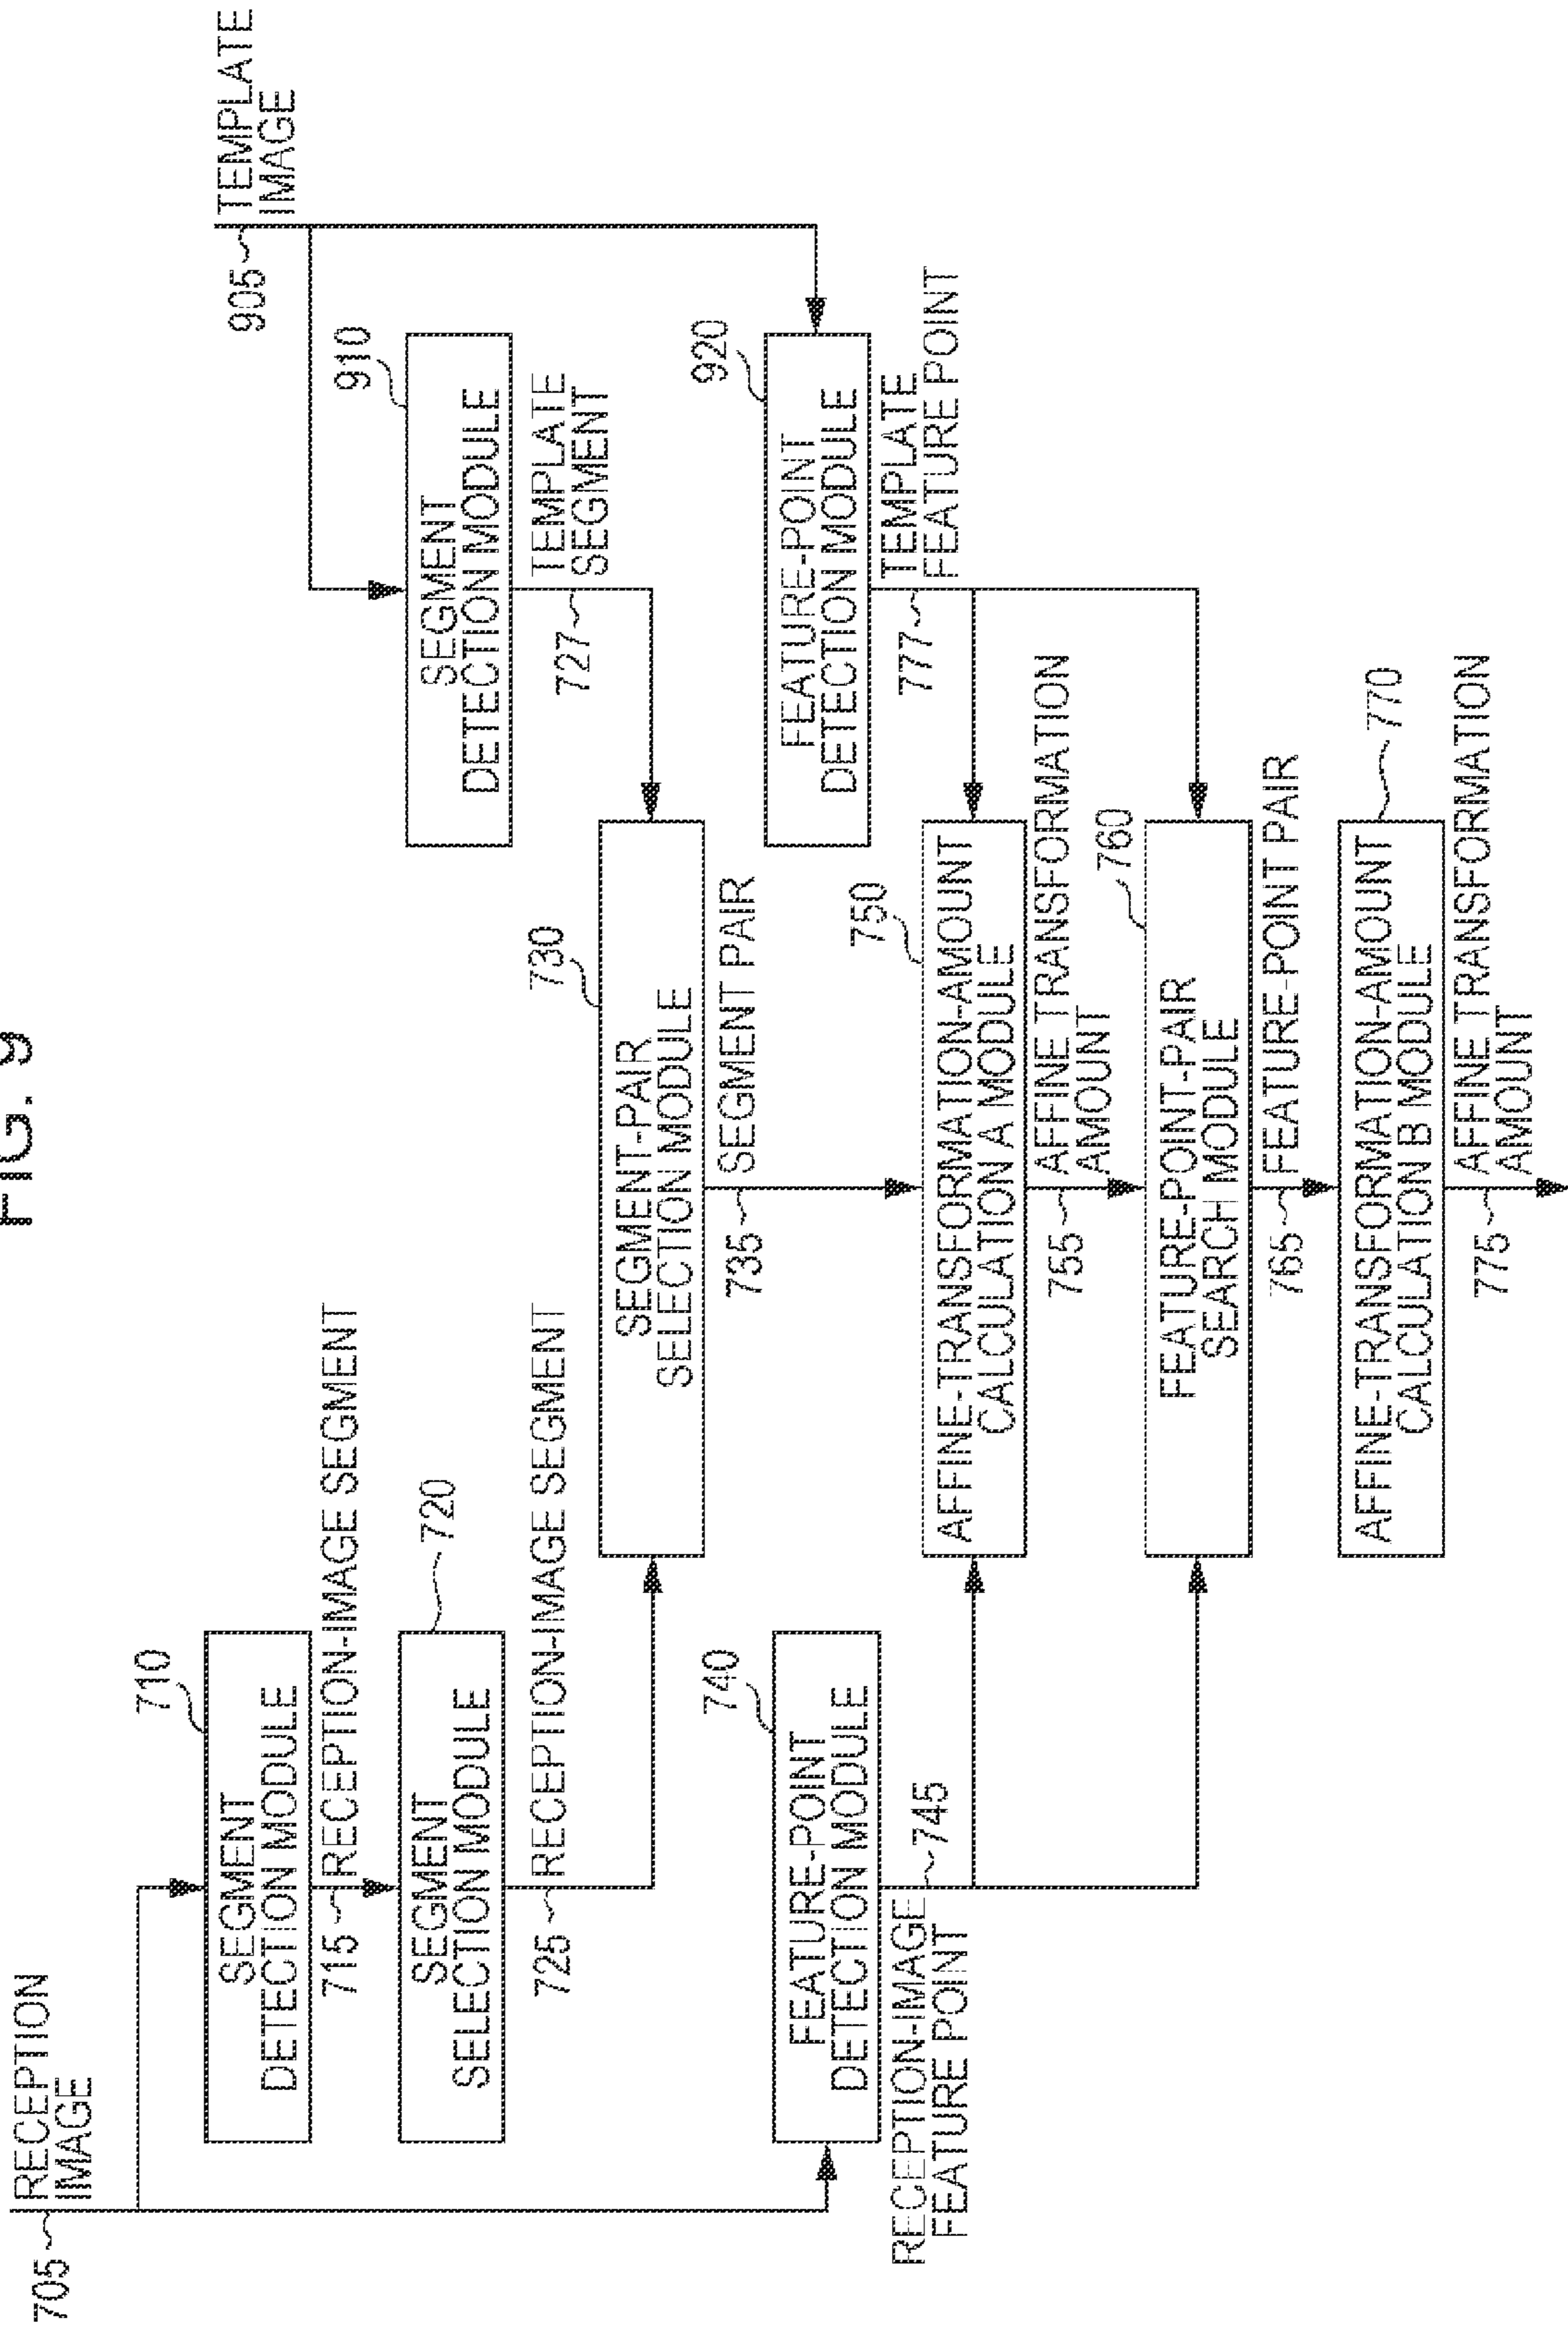 FIG. 9
RECEPTION
IMAGE
705
710
SEGMENT
DETECTION MODULE
715
RECEPTION-IMAGE SEGMENT
720
SEGMENT
SELECTION MODULE
725
RECEPTION-IMAGE SEGMENT
TEMPLATE
IMAGE
905
910
SEGMENT
DETECTION MODULE
727
TEMPLATE
SEGMENT
730
SEGMENT-PAIR
SELECTION MODULE
735
SEGMENT PAIR
740
FEATURE-POINT
DETECTION MODULE
RECEPTION-IMAGE
FEATURE POINT
745
920
FEATURE-POINT
DETECTION MODULE
777
TEMPLATE
FEATURE POINT
750
AFFINE-TRANSFORMATION-AMOUNT
CALCULATION A MODULE
755
AFFINE TRANSFORMATION
AMOUNT
760
FEATURE-POINT-PAIR
SEARCH MODULE
765
FEATURE-POINT PAIR
770
AFFINE-TRANSFORMATION-AMOUNT
CALCULATION B MODULE
775
AFFINE TRANSFORMATION
AMOUNT